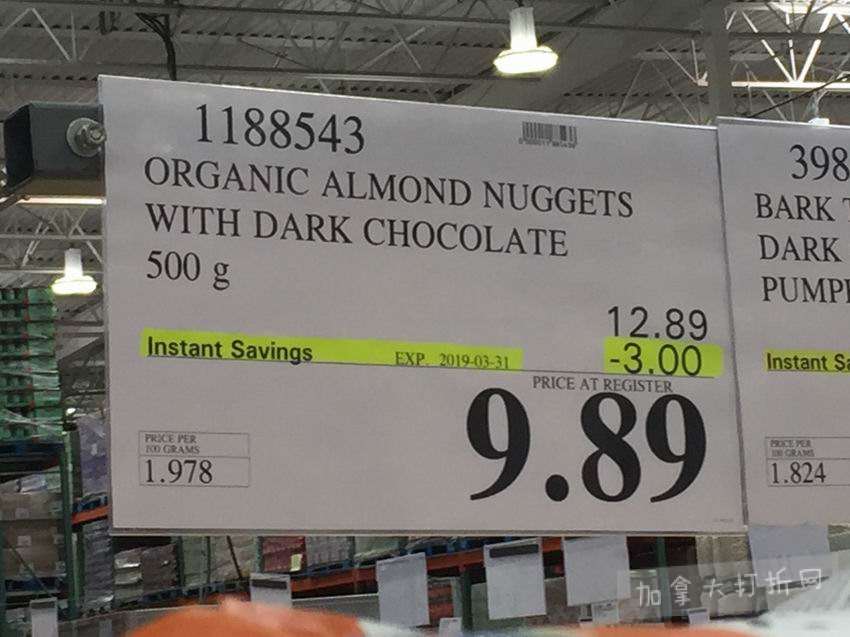 1188543
ORGANIC ALMOND NUGGETS
WITH DARK CHOCOLATE
500 g
12.89
Instant Savings EXP. 2019-03-31 -3.00
PRICE AT REGISTER
9.89
PRICE PER
100 GRAMS
1.978
398
BARK
DARK
PUMP
Instant Sa
PRICE PER
100 GRAMS
1.824
加拿大打折网